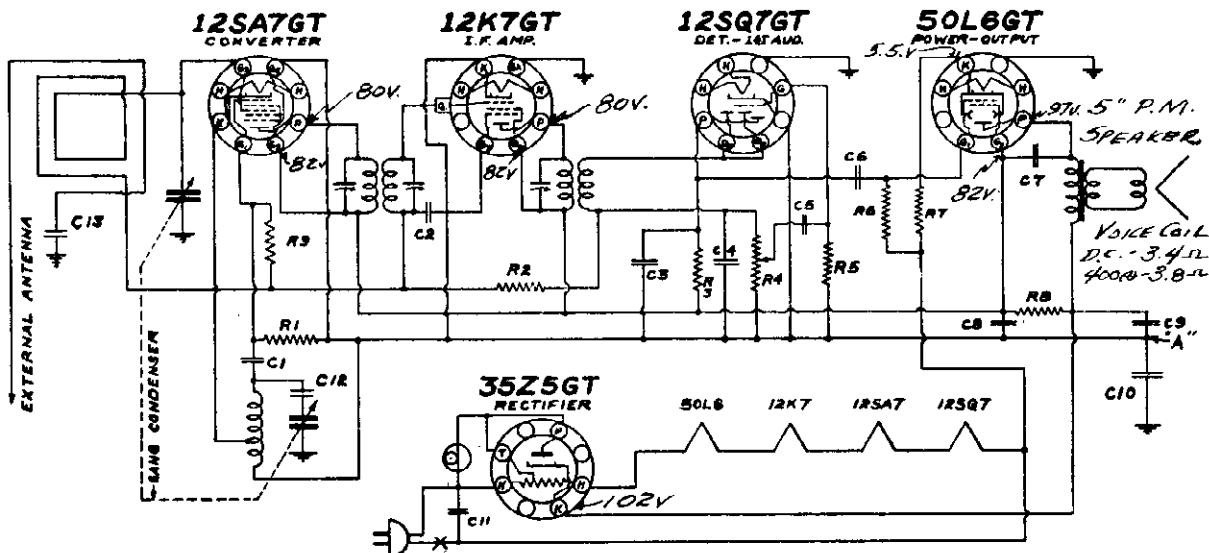 12SA7GT
CONVERTER
12K7GT
I.F. AMP.
12SQ7GT
DET.-1ST AUD.
50L6GT
POWER-OUTPUT
5.5V
80V.
82V
80V.
82V
97V.
5" P.M.
SPEAKER.
82V.
VOICE COIL
D.C.-3.4Ω
400~-3.8Ω
EXTERNAL ANTENNA
C13
C2
R9
R2
C3
R3
C4
R4
C5
R5
C6
R6
R7
C7
R8
C8
C9
"A"
C10
R1
C1
C12
GANG CONDENSER
35Z5GT
RECTIFIER
50L6
12K7
12SA7
12SQ7
102V
C11
X